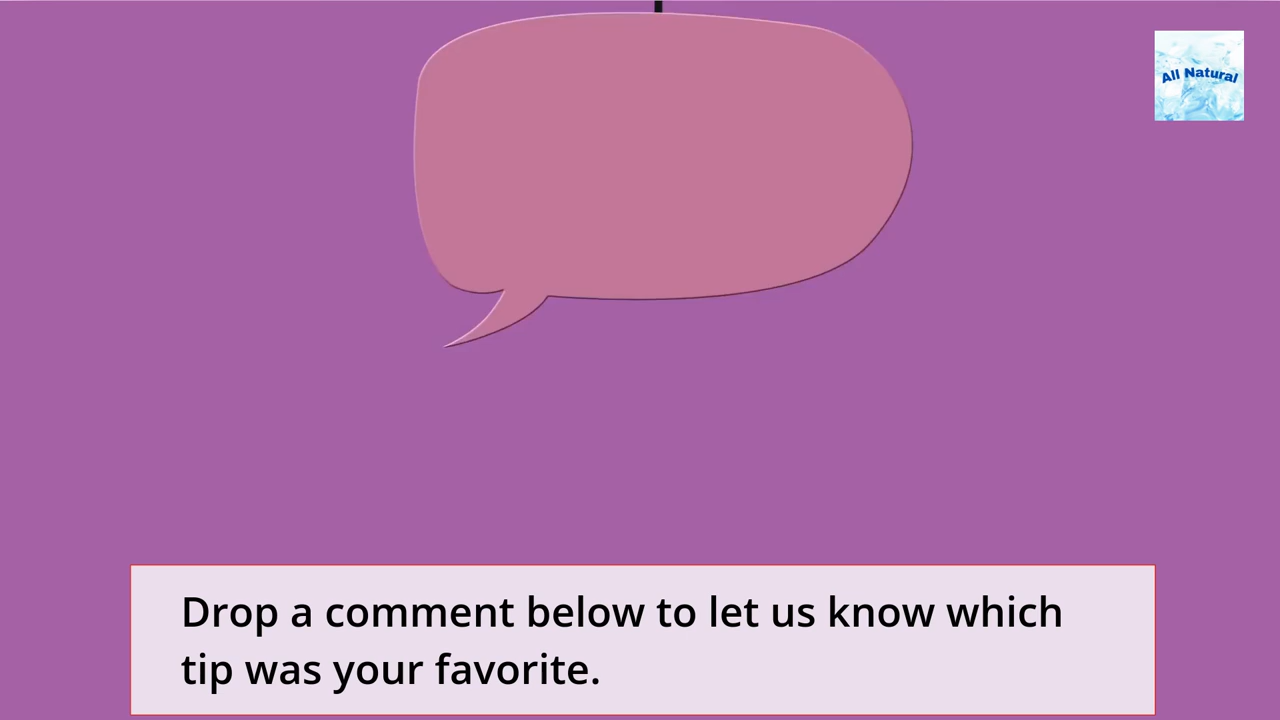 All Natural
Drop a comment below to let us know which
tip was your favorite.